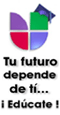 Tu futuro
depende
de tí...
¡ Edúcate !